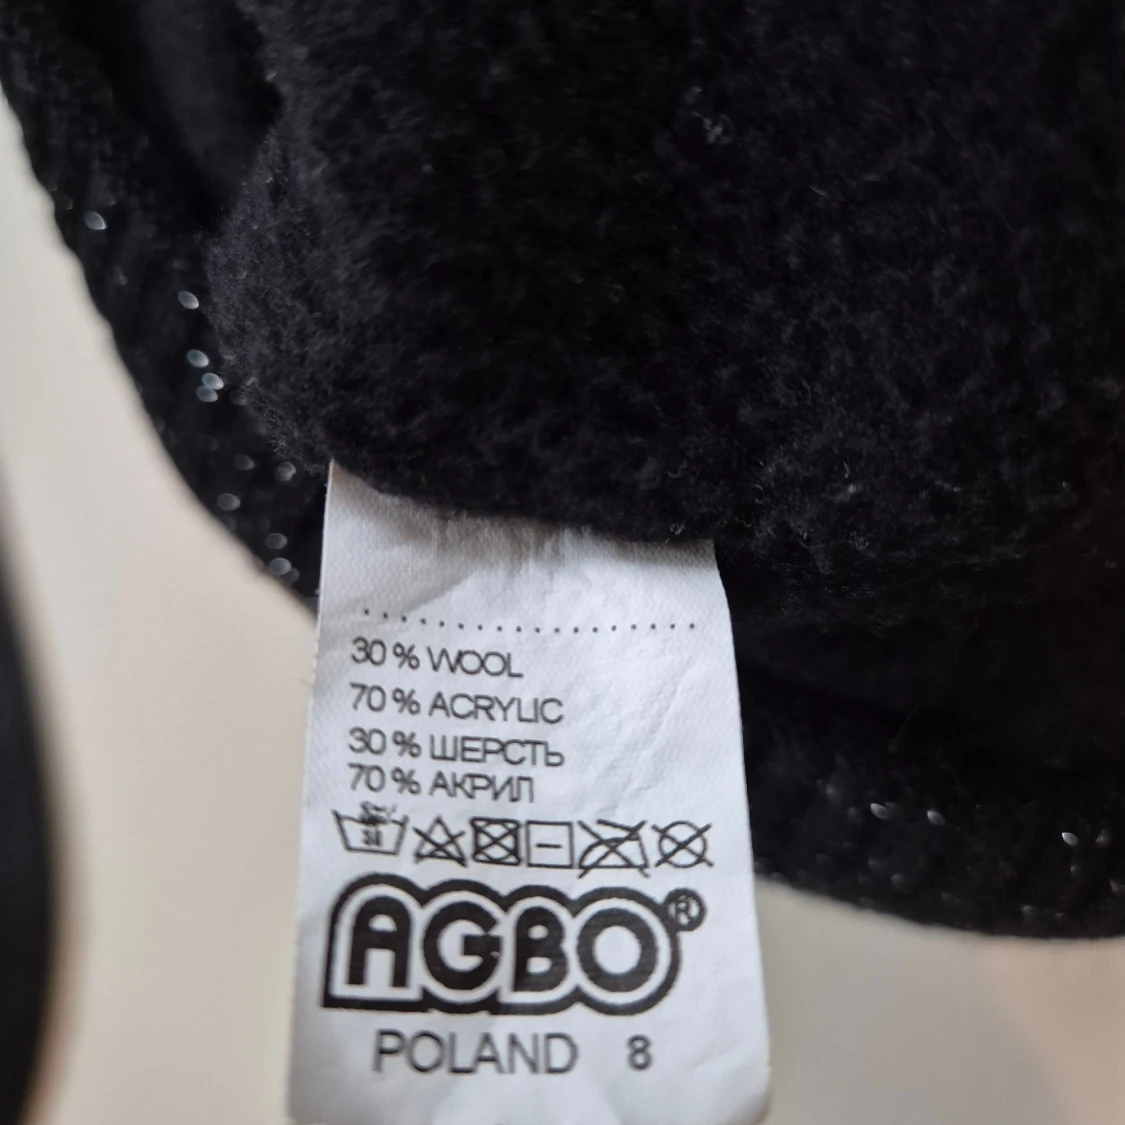 30 % WOOL
70 % ACRYLIC
30 % ШЕРСТЬ
70 % АКРИЛ
AGBO®
POLAND 8